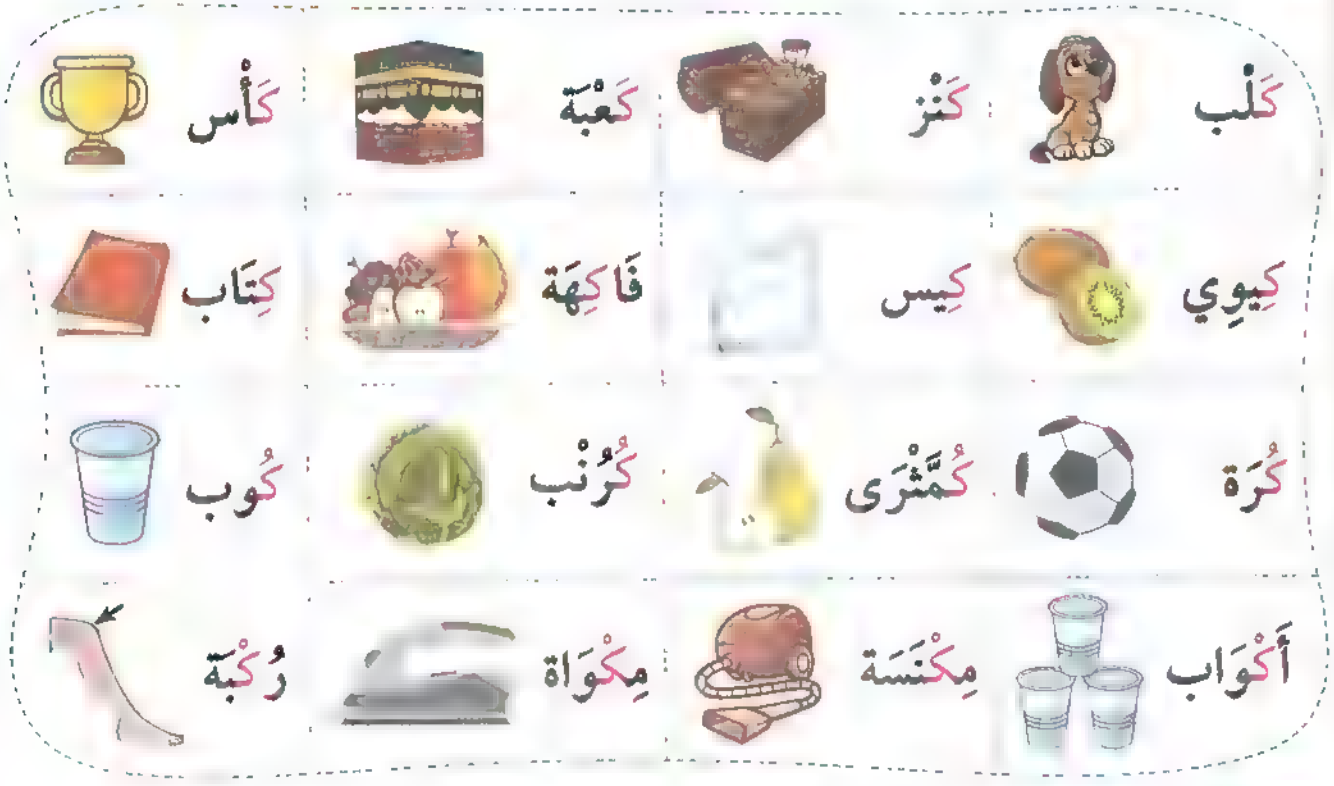 كَلْب كَنْز كَعْبَة كَأْس
كِيوِي كِيس فَاكِهَة كِتَاب
كُرَة كُمَّثْرَى كُرُنْب كُوب
أَكْوَاب مِكْنَسَة مِكْوَاة رُكْبَة